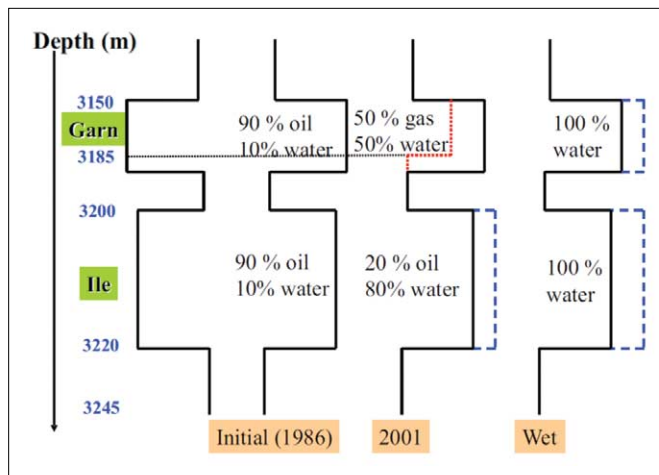 Depth (m)
3150
Garn
3185
3200
Ile
3220
3245
90 % oil
10% water
50 % gas
50% water
100 %
water
90 % oil
10% water
20 % oil
80% water
100 %
water
Initial (1986)
2001
Wet